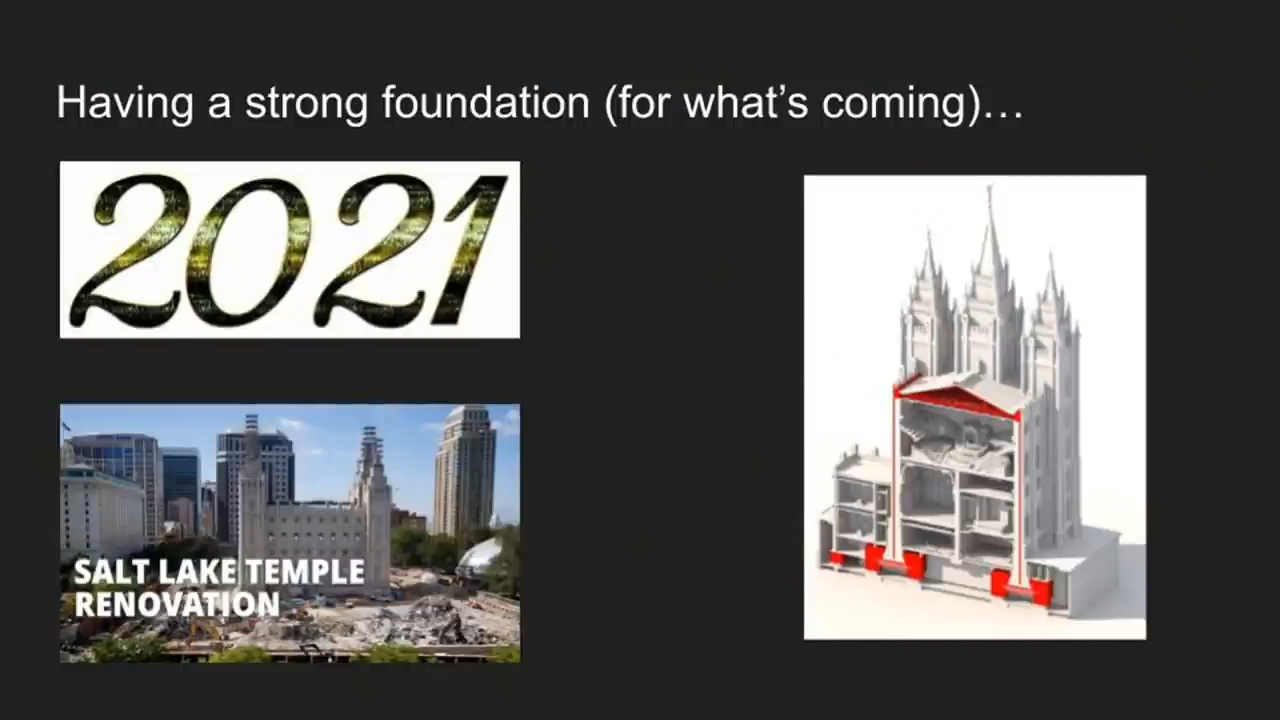 Having a strong foundation (for what's coming)…
2021
SALT LAKE TEMPLE
RENOVATION